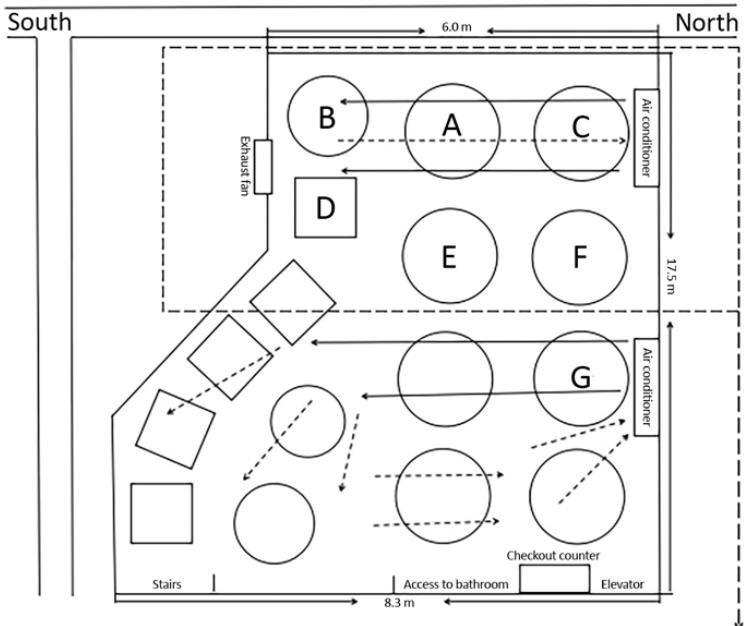 South
North
6.0 m
B
A
C
Air conditioner
Exhaust fan
D
E
F
17.5 m
G
Air conditioner
Checkout counter
Stairs
Access to bathroom
Elevator
8.3 m